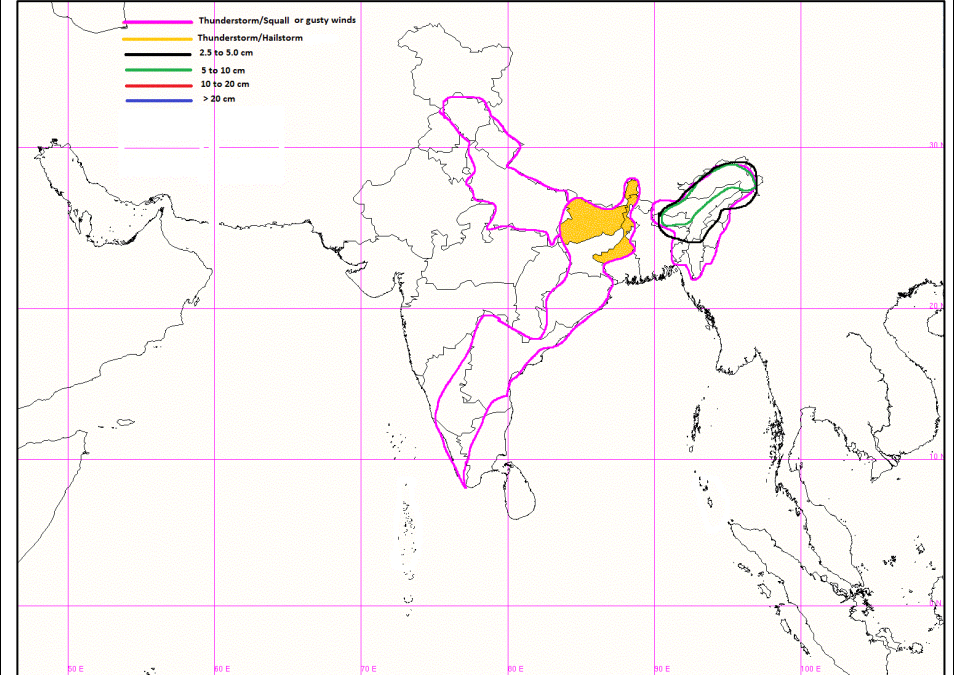 Thunderstorm/Squall or gusty winds
Thunderstorm/Hailstorm
2.5 to 5.0 cm
5 to 10 cm
10 to 20 cm
> 20 cm
30 N
20 N
10 N
0 N
50 E
60 E
70 E
80 E
90 E
100 E